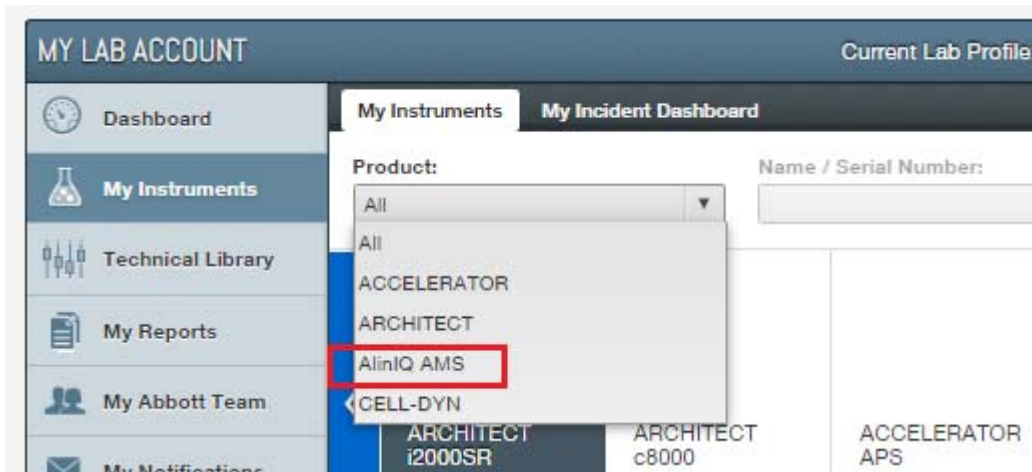 MY LAB ACCOUNT
Current Lab Profile
Dashboard
My Instruments
Technical Library
My Reports
My Abbott Team
My Notifications
My Instruments
My Incident Dashboard
Product:
Name / Serial Number:
All
All
ACCELERATOR
ARCHITECT
AlinIQ AMS
CELL-DYN
ARCHITECT
i2000SR
ARCHITECT
c8000
ACCELERATOR
APS